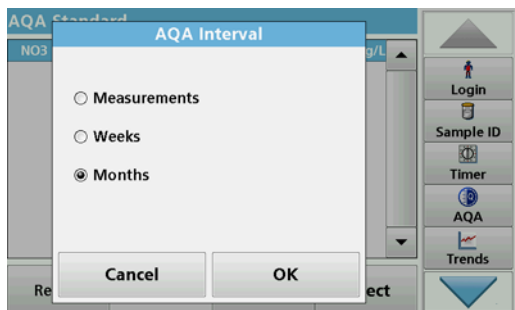 AQA Standard
AQA Interval
NO3
g/L
Measurements
Weeks
Months
Cancel
OK
Re
ect
Login
Sample ID
Timer
AQA
Trends